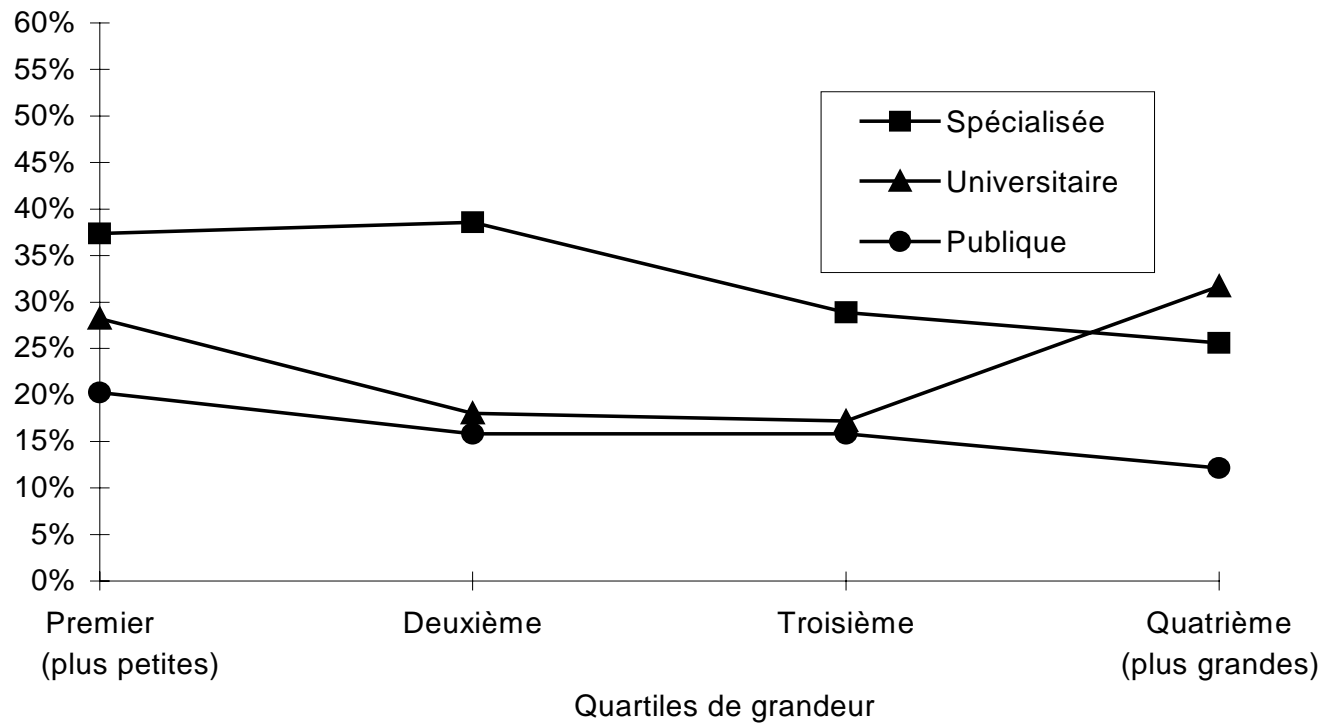 60%
55%
50%
45%
40%
35%
30%
25%
20%
15%
10%
5%
0%
Spécialisée
Universitaire
Publique
Premier
(plus petites)
Deuxième
Troisième
Quatrième
(plus grandes)
Quartiles de grandeur